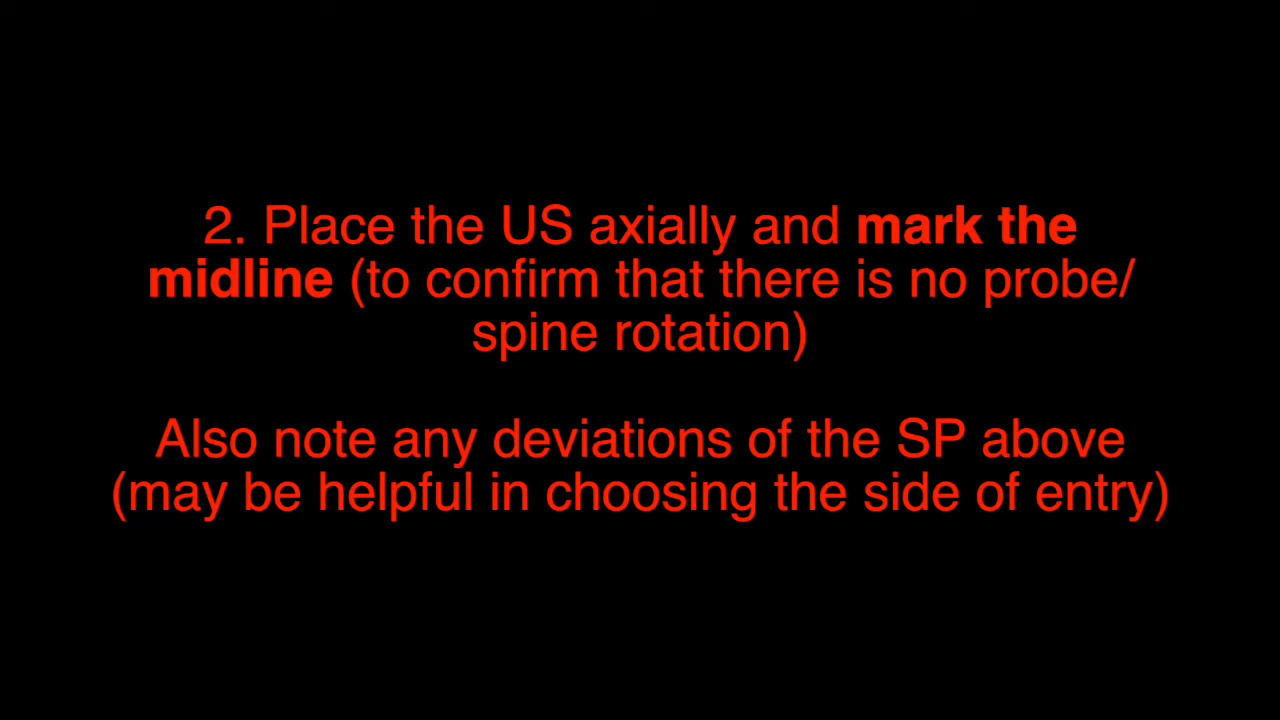 2. Place the US axially and mark the
midline (to confirm that there is no probe/
spine rotation)
Also note any deviations of the SP above
(may be helpful in choosing the side of entry)